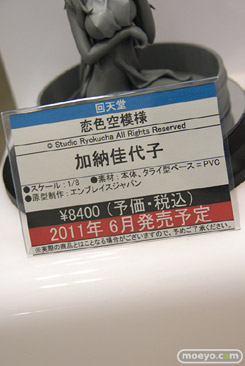 回天堂
恋色空模様
© Studio Ryokucha All Rights Reserved
加納佳代子
●スケール：1/8 ●素材：本体、タライ型ベース＝PVC
●原型制作：エンブレイスジャパン
¥8400（予価・税込）
2011年 6月発売予定
※実際の商品とはことなる場合がございますので、予めご了承ください。
moeyo.com